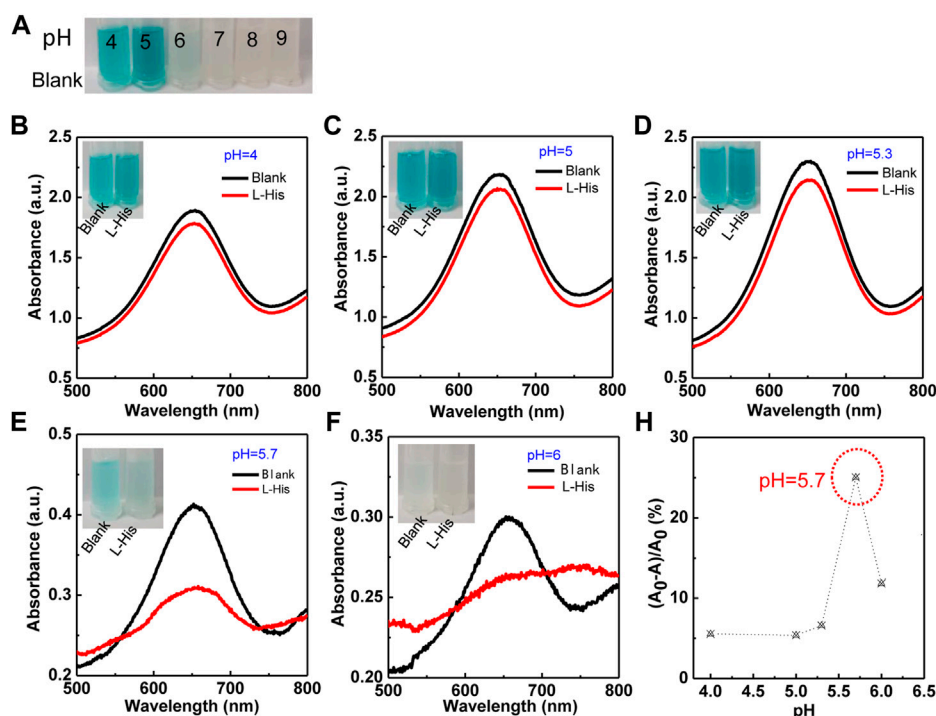 A
pH 4 5 6 7 8 9
Blank
B
pH=4
Blank
L-His
Blank
L-His
Absorbance (a.u.)
2.5
2.0
1.5
1.0
0.5
500 600 700 800
Wavelength (nm)
C
pH=5
Blank
L-His
Blank
L-His
Absorbance (a.u.)
2.5
2.0
1.5
1.0
0.5
500 600 700 800
Wavelength (nm)
D
pH=5.3
Blank
L-His
Blank
L-His
Absorbance (a.u.)
2.5
2.0
1.5
1.0
0.5
500 600 700 800
Wavelength (nm)
E
pH=5.7
Blank
L-His
Blank
L-His
Absorbance (a.u.)
0.5
0.4
0.3
0.2
500 600 700 800
Wavelength (nm)
F
pH=6
Blank
L-His
Blank
L-His
Absorbance (a.u.)
0.35
0.30
0.25
0.20
500 600 700 800
Wavelength (nm)
H
pH=5.7
(A0-A)/A0 (%)
30
25
20
15
10
5
0
4.0 4.5 5.0 5.5 6.0 6.5
pH